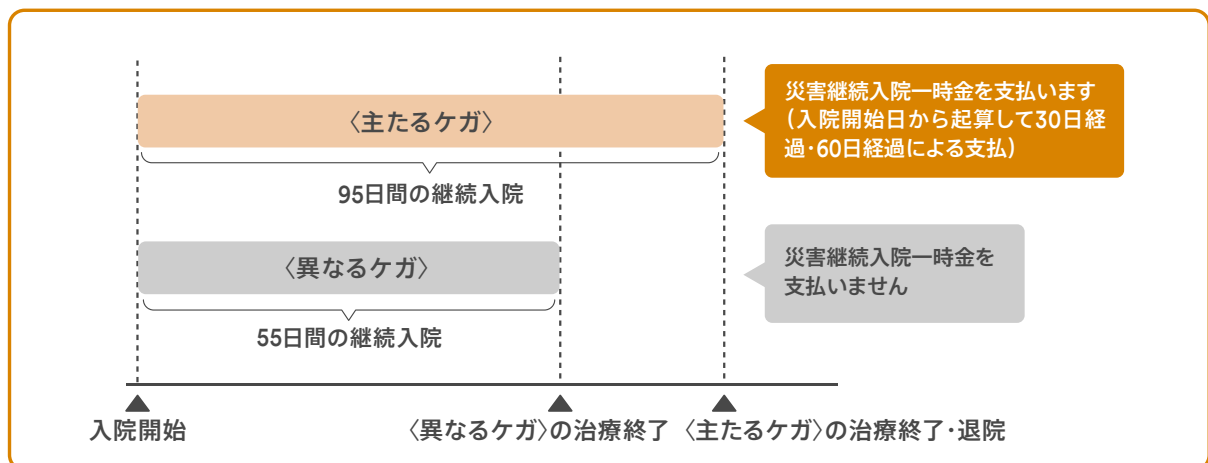 〈主たるケガ〉
95日間の継続入院
災害継続入院一時金を支払います
(入院開始日から起算して30日経
過・60日経過による支払)
〈異なるケガ〉
55日間の継続入院
災害継続入院一時金を
支払いません
入院開始
〈異なるケガ〉の治療終了
〈主たるケガ〉の治療終了・退院